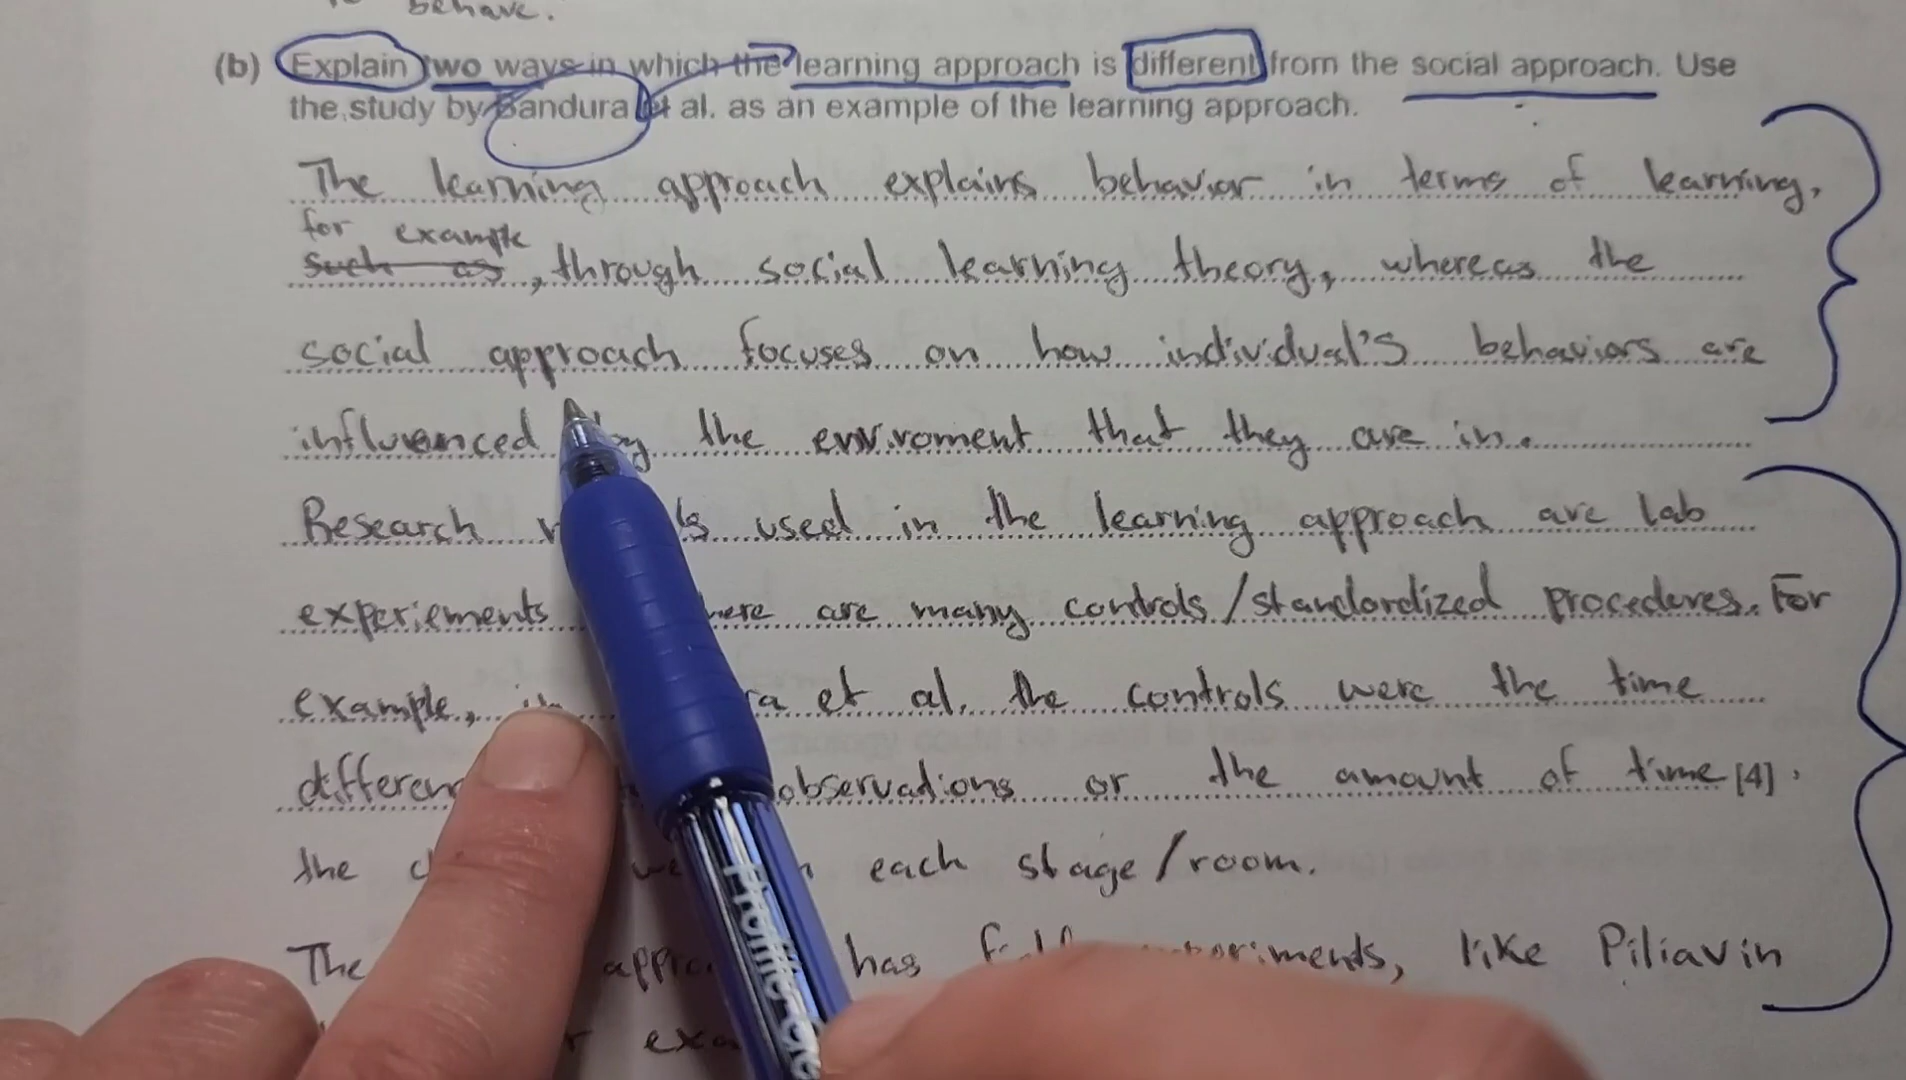 behave.
(b) Explain two ways in which the learning approach is different from the social approach. Use
the study by Bandura et al. as an example of the learning approach.
The learning approach explains behavior in terms of learning,
for example
such as, through social learning theory, whereas the
social approach focuses on how individual's behaviors are
influenced by the enviroment that they are in.
Research used in the learning approach are lab
experiements are many controls/standardized procedures. For
example, et al. the controls were the time
observations or the amount of time [4]
the each stage/room.
The has experiments, like Piliavin